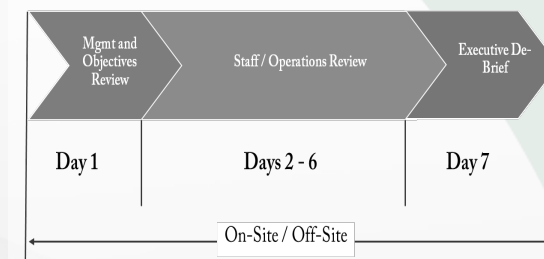 Mgmt and
Objectives
Review
Staff / Operations Review
Executive De-
Brief
Day 1
Days 2 - 6
Day 7
On-Site / Off-Site